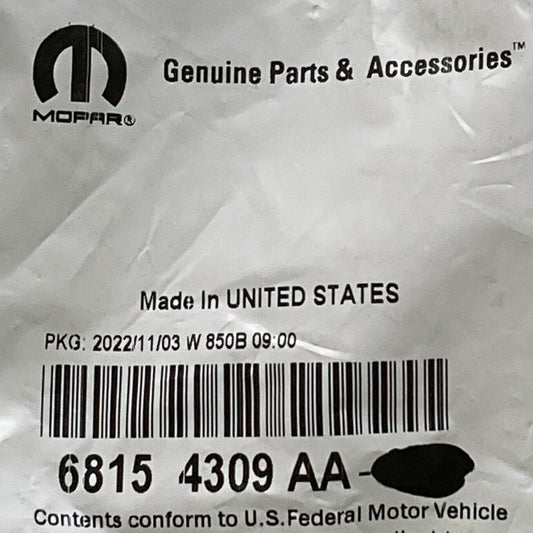 MOPAR®
Genuine Parts & Accessories™
Made In UNITED STATES
PKG: 2022/11/03 W 850B 09:00
6815 4309 AA-
Contents conform to U.S.Federal Motor Vehicle